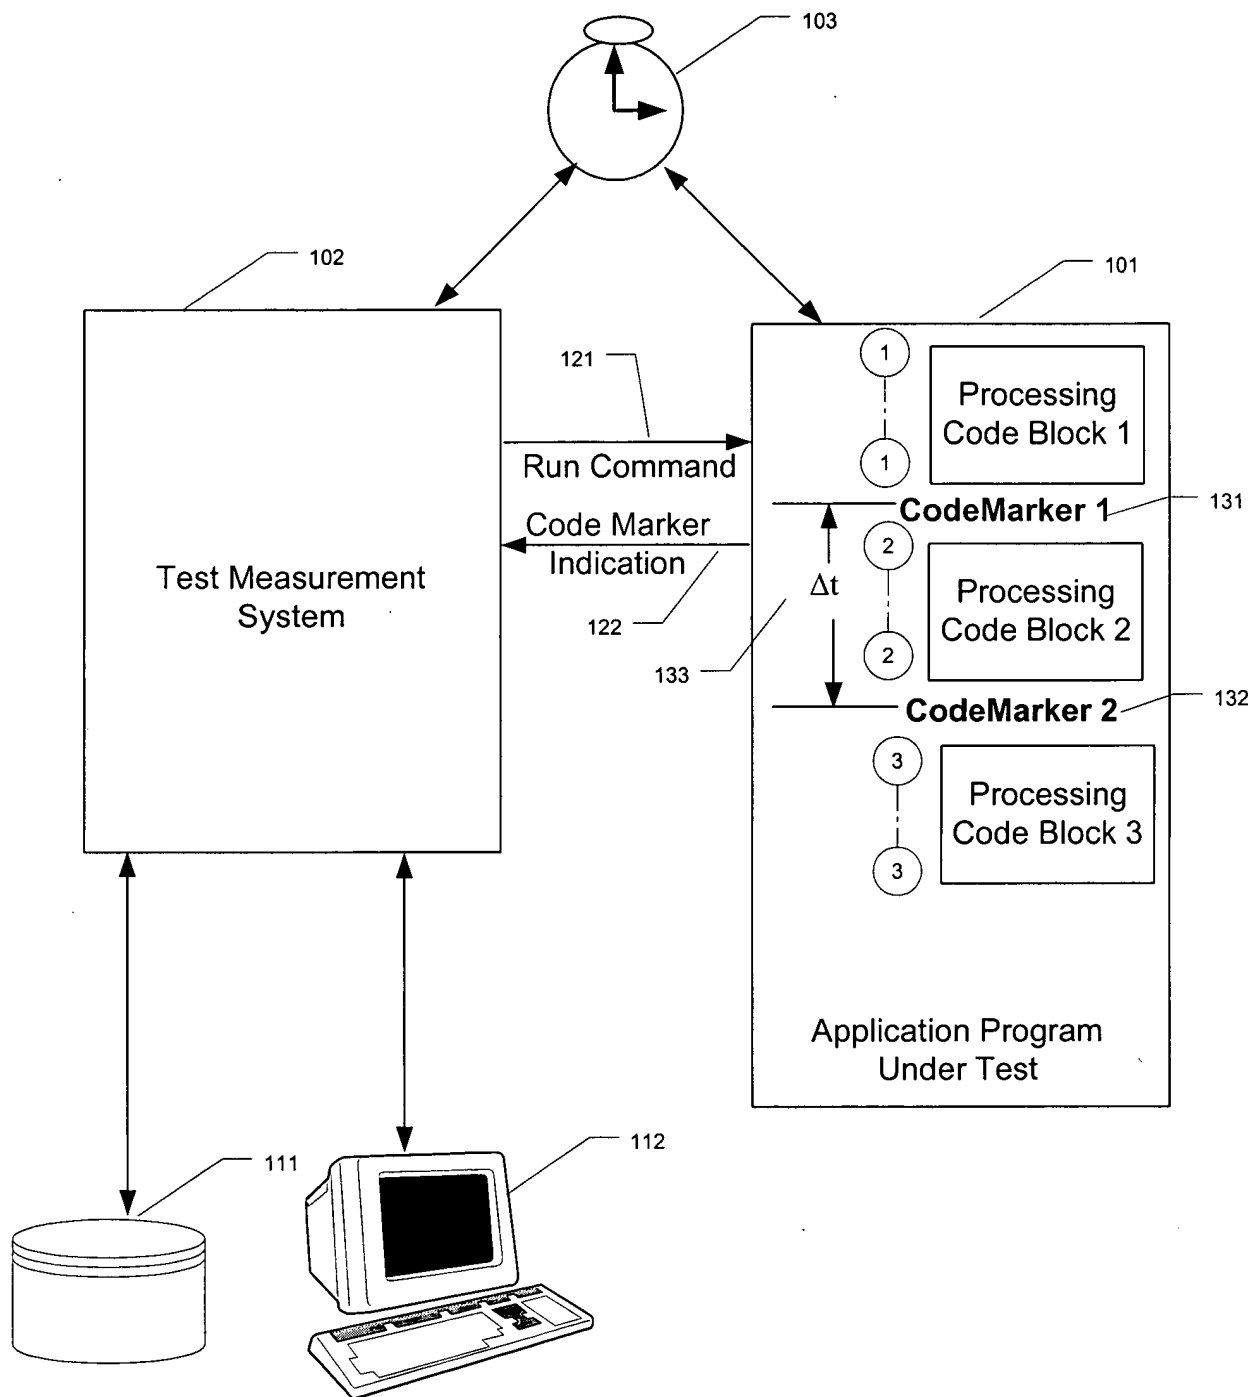 103
102
101
1
Processing
Code Block 1
121
1
Run Command
CodeMarker 1
131
Code Marker
Indication
2
Processing
Code Block 2
Test Measurement
System
Δt
122
2
133
CodeMarker 2
132
3
Processing
Code Block 3
3
Application Program
Under Test
111
112